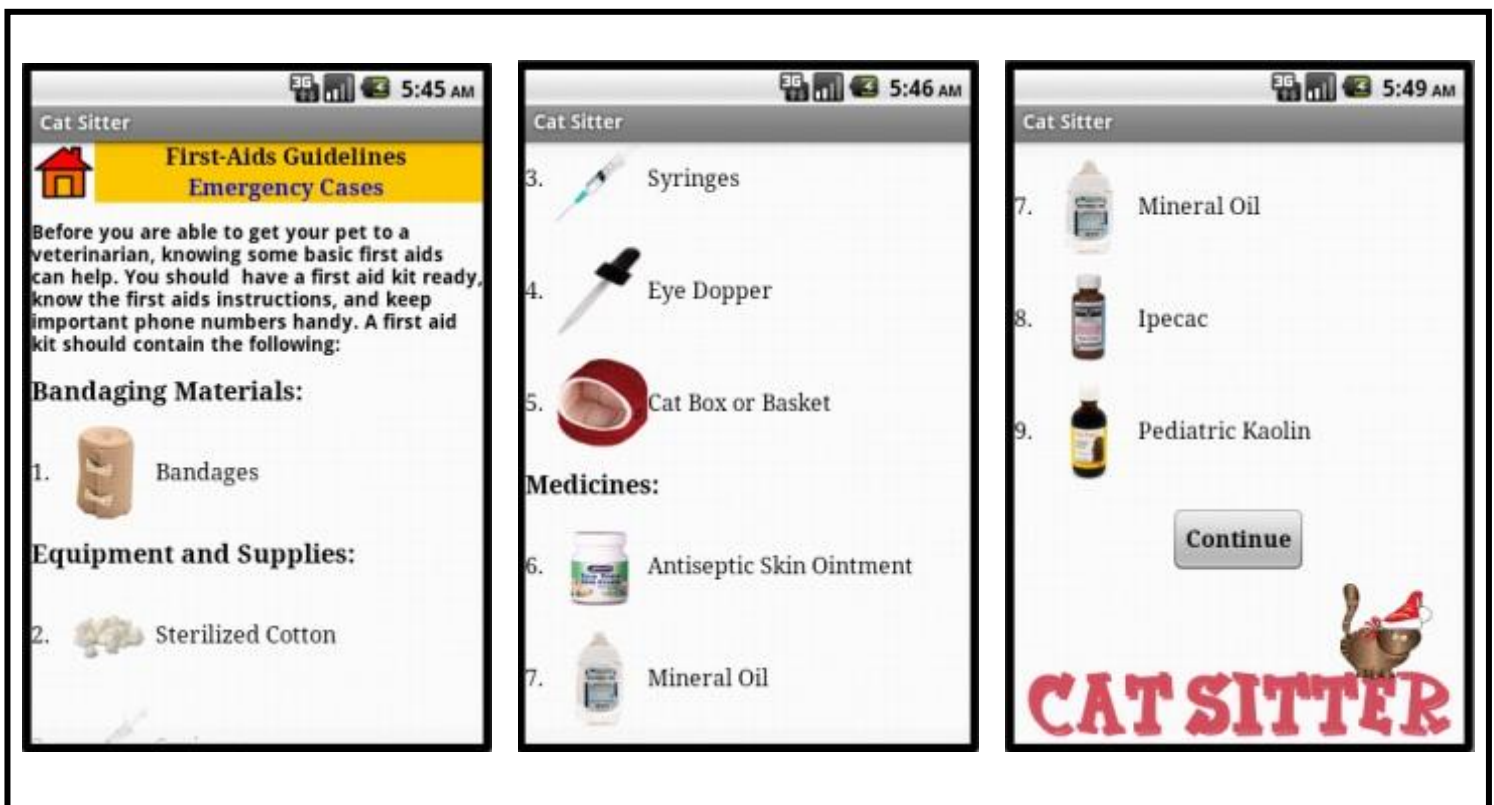 3G 5:45 AM
Cat Sitter
First-Aids Guidelines
Emergency Cases
Before you are able to get your pet to a
veterinarian, knowing some basic first aids
can help. You should have a first aid kit ready,
know the first aids instructions, and keep
important phone numbers handy. A first aid
kit should contain the following:
Bandaging Materials:
1. Bandages
Equipment and Supplies:
2. Sterilized Cotton
3G 5:46 AM
Cat Sitter
3. Syringes
4. Eye Dopper
5. Cat Box or Basket
Medicines:
6. Antiseptic Skin Ointment
7. Mineral Oil
3G 5:49 AM
Cat Sitter
7. Mineral Oil
8. Ipecac
9. Pediatric Kaolin
Continue
CAT SITTER